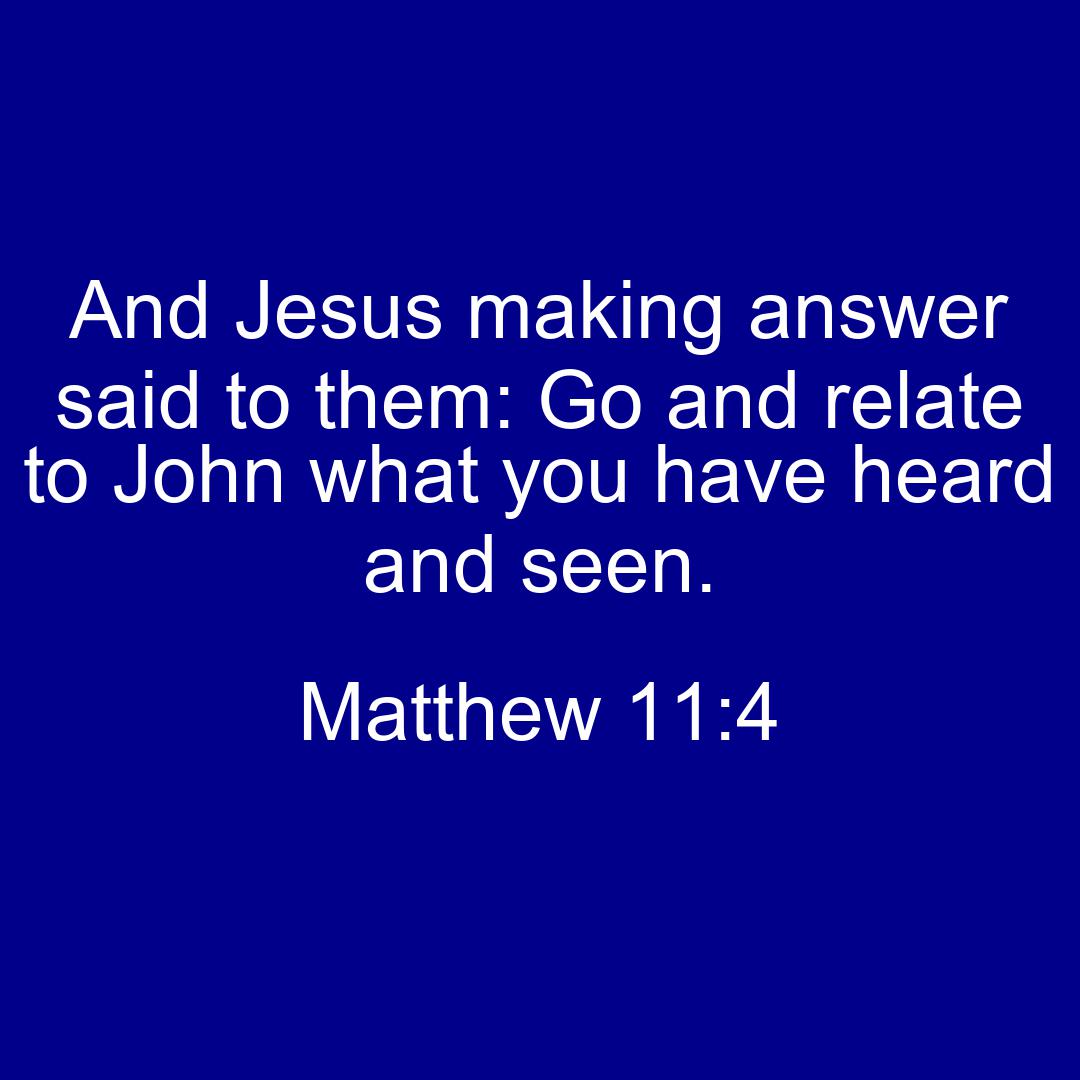 And Jesus making answer
said to them: Go and relate
to John what you have heard
and seen.
Matthew 11:4